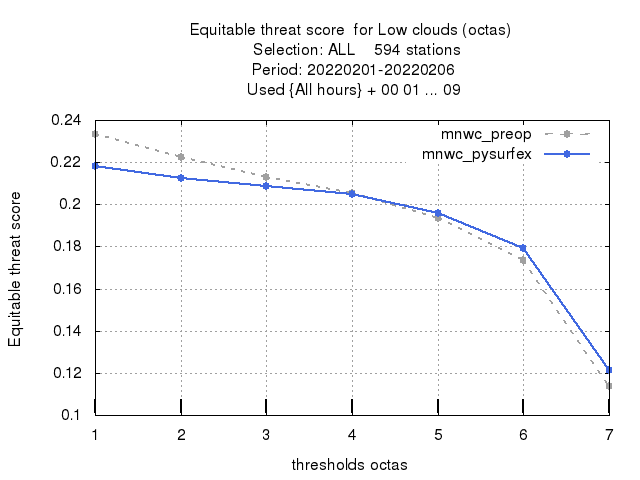 Equitable threat score  for Low clouds (octas)
Selection: ALL    594 stations
Period: 20220201-20220206
Used {All hours} + 00 01 ... 09
0.24
0.22
0.2
0.18
0.16
0.14
0.12
0.1
Equitable threat score
mnwc_preop
mnwc_pysurfex
1 2 3 4 5 6 7
thresholds octas